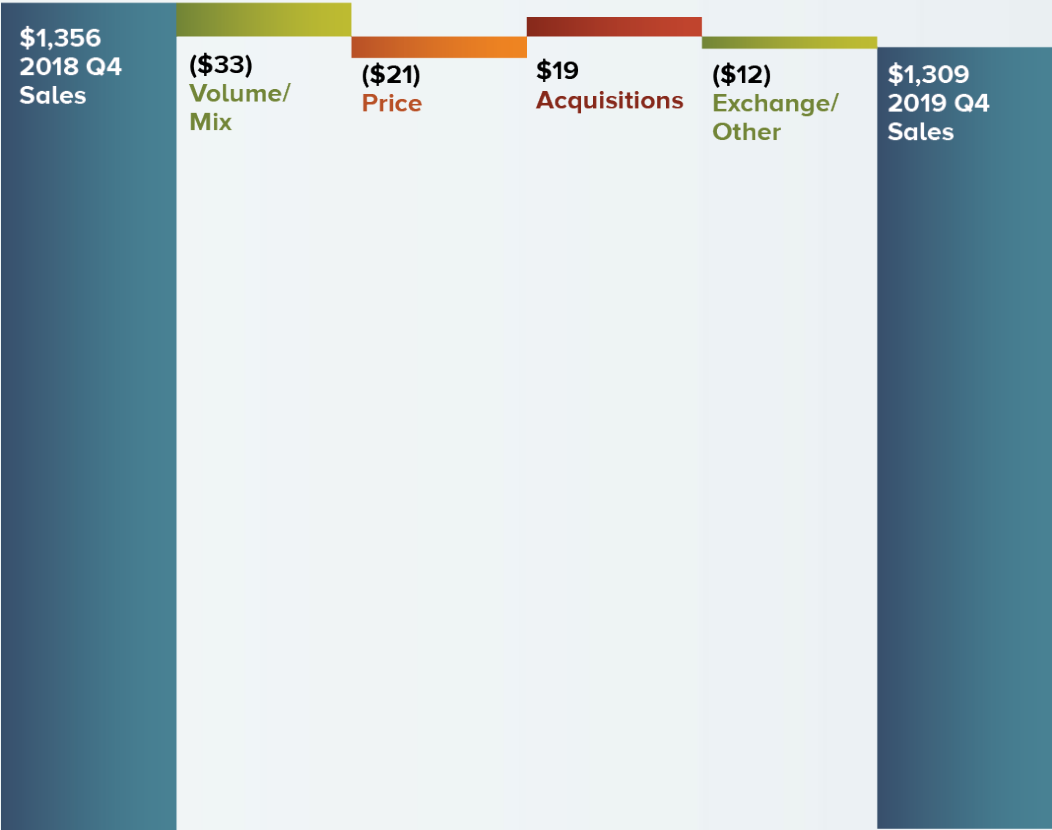 $1,356
2018 Q4
Sales
($33)
Volume/
Mix
($21)
Price
$19
Acquisitions
($12)
Exchange/
Other
$1,309
2019 Q4
Sales